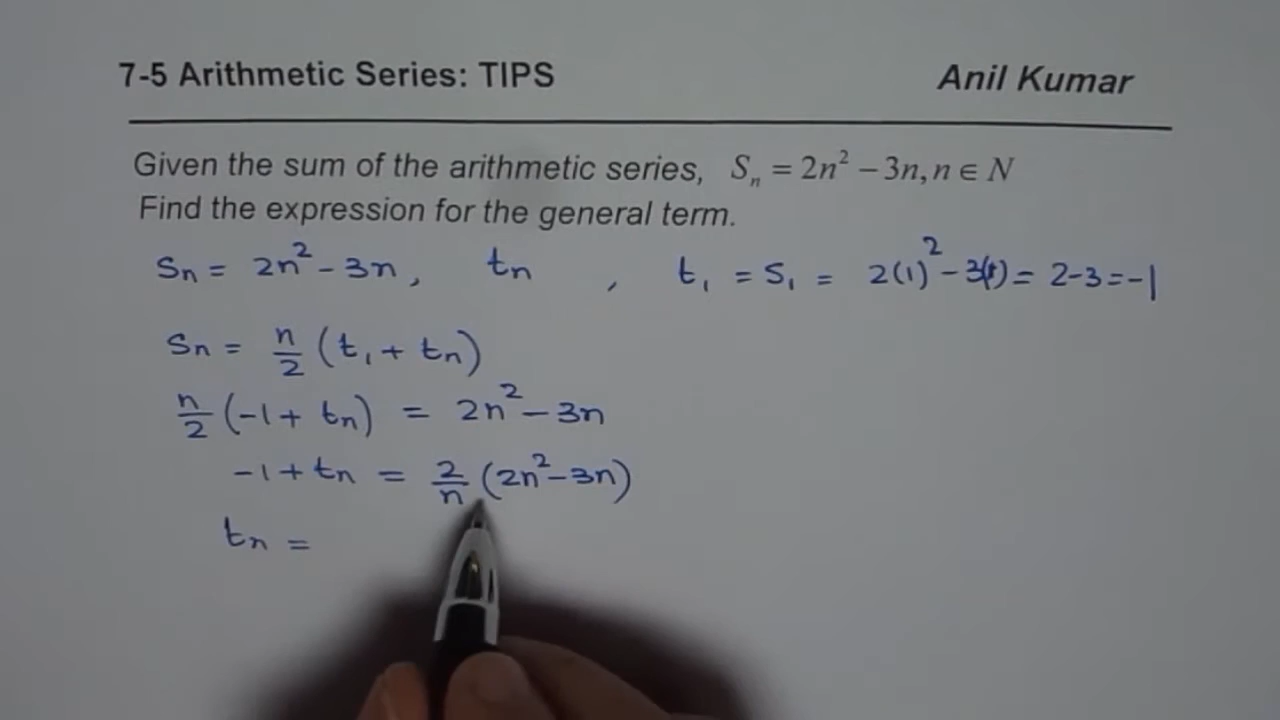 7-5 Arithmetic Series: TIPS Anil Kumar
Given the sum of the arithmetic series, Sₙ = 2n² − 3n, n ∈ N
Find the expression for the general term.
Sn = 2n² - 3n, tn , t₁ = S₁ = 2(1)² - 3(1) = 2-3 = -1
Sn = n/2 (t₁ + tn)
n/2 (-1 + tn) = 2n² - 3n
-1 + tn = 2/n (2n² - 3n)
tn =